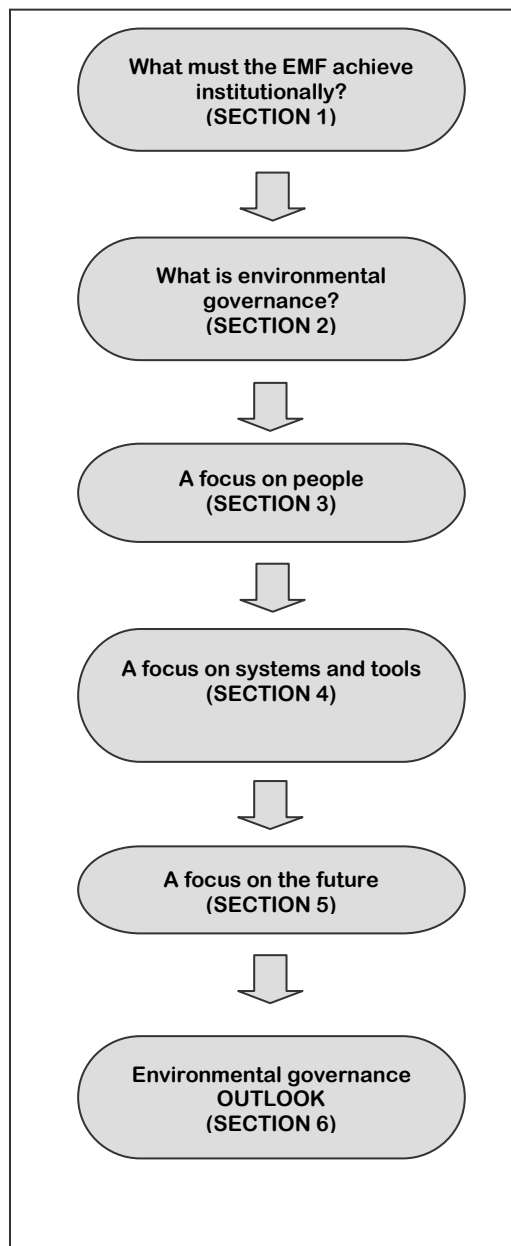 What must the EMF achieve
institutionally?
(SECTION 1)
What is environmental
governance?
(SECTION 2)
A focus on people
(SECTION 3)
A focus on systems and tools
(SECTION 4)
A focus on the future
(SECTION 5)
Environmental governance
OUTLOOK
(SECTION 6)